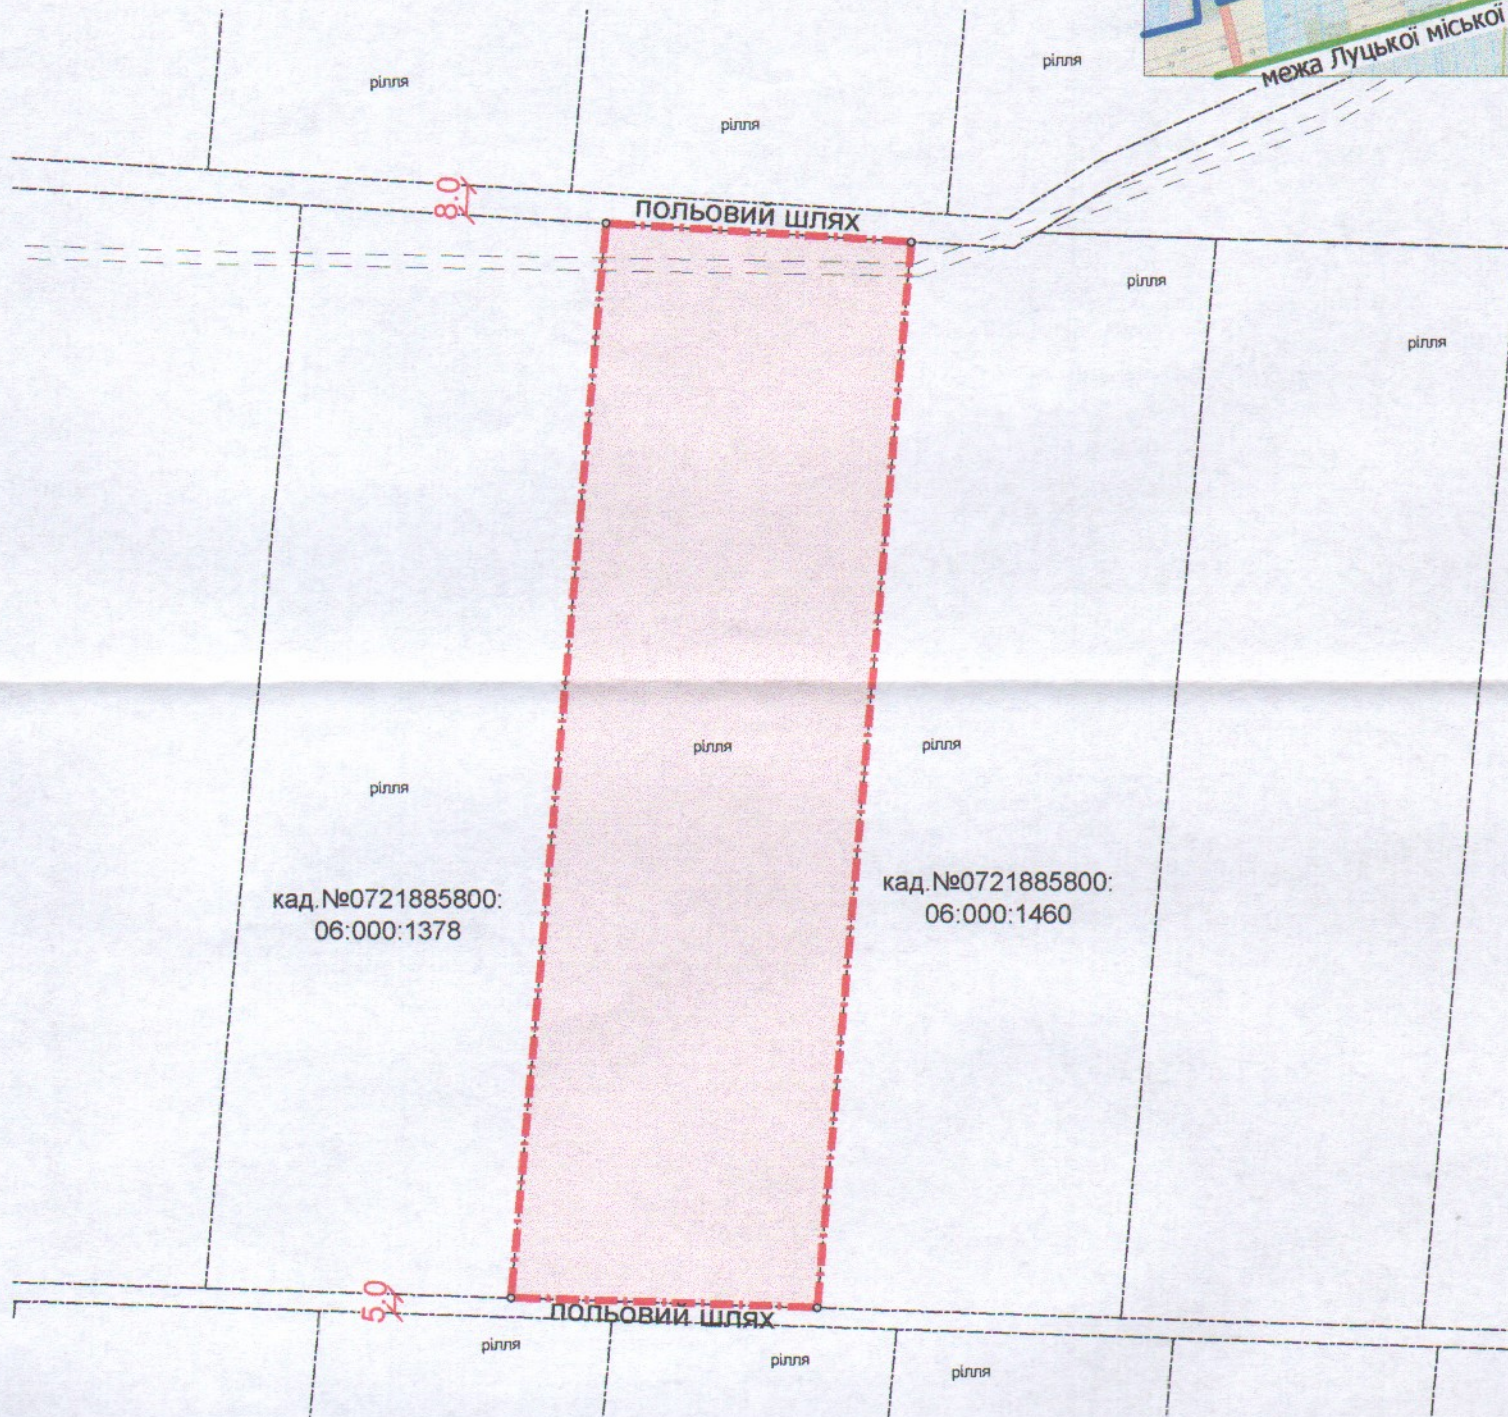 межа Луцької міської
рілля
рілля
рілля
8.0
ПОЛЬОВИЙ ШЛЯХ
рілля
рілля
рілля
рілля
рілля
кад.№0721885800:
06:000:1378
кад.№0721885800:
06:000:1460
5.0
ПОЛЬОВИЙ ШЛЯХ
рілля
рілля
рілля